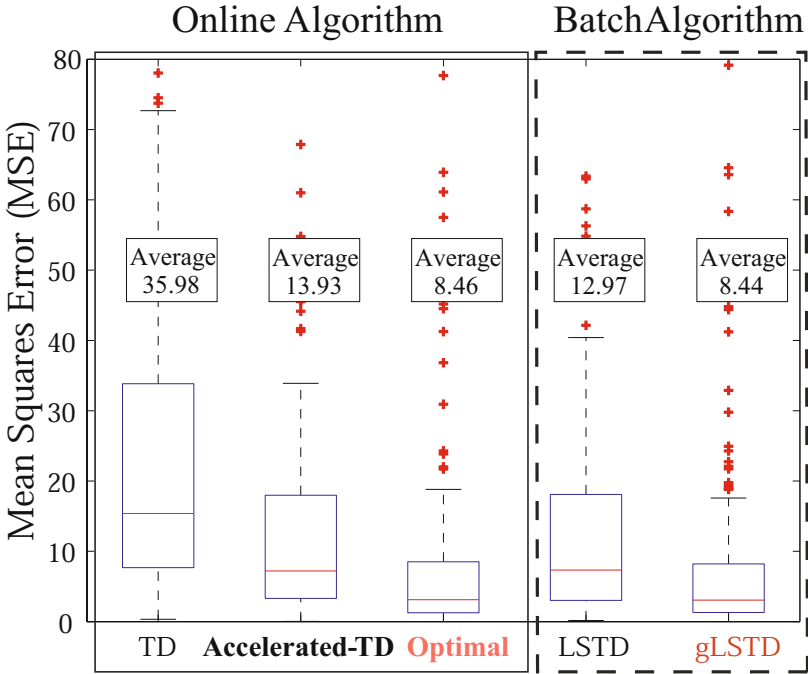 Online Algorithm
BatchAlgorithm
Mean Squares Error (MSE)
80
70
60
50
40
30
20
10
0
Average
35.98
Average
13.93
Average
8.46
Average
12.97
Average
8.44
TD
Accelerated-TD
Optimal
LSTD
gLSTD